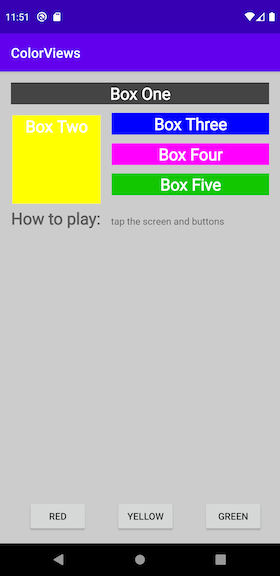 11:51
ColorViews
Box One
Box Two
Box Three
Box Four
Box Five
How to play: tap the screen and buttons
RED YELLOW GREEN